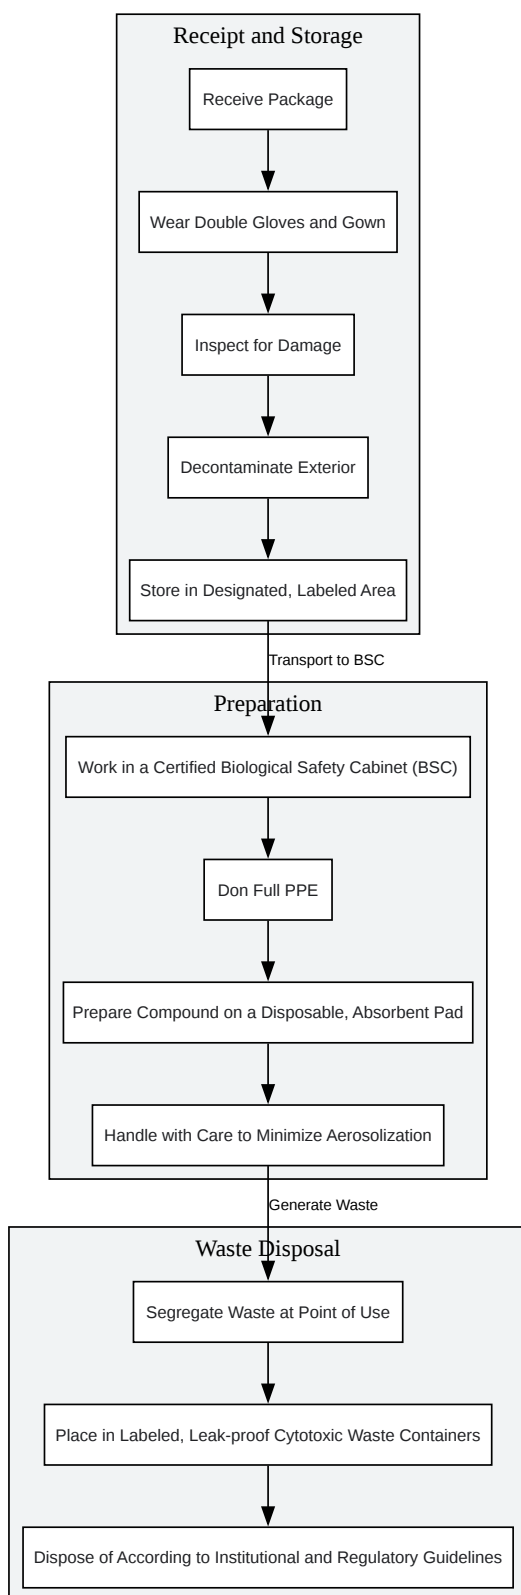 Receipt and Storage
Receive Package
Wear Double Gloves and Gown
Inspect for Damage
Decontaminate Exterior
Store in Designated, Labeled Area
Transport to BSC
Preparation
Work in a Certified Biological Safety Cabinet (BSC)
Don Full PPE
Prepare Compound on a Disposable, Absorbent Pad
Handle with Care to Minimize Aerosolization
Generate Waste
Waste Disposal
Segregate Waste at Point of Use
Place in Labeled, Leak-proof Cytotoxic Waste Containers
Dispose of According to Institutional and Regulatory Guidelines